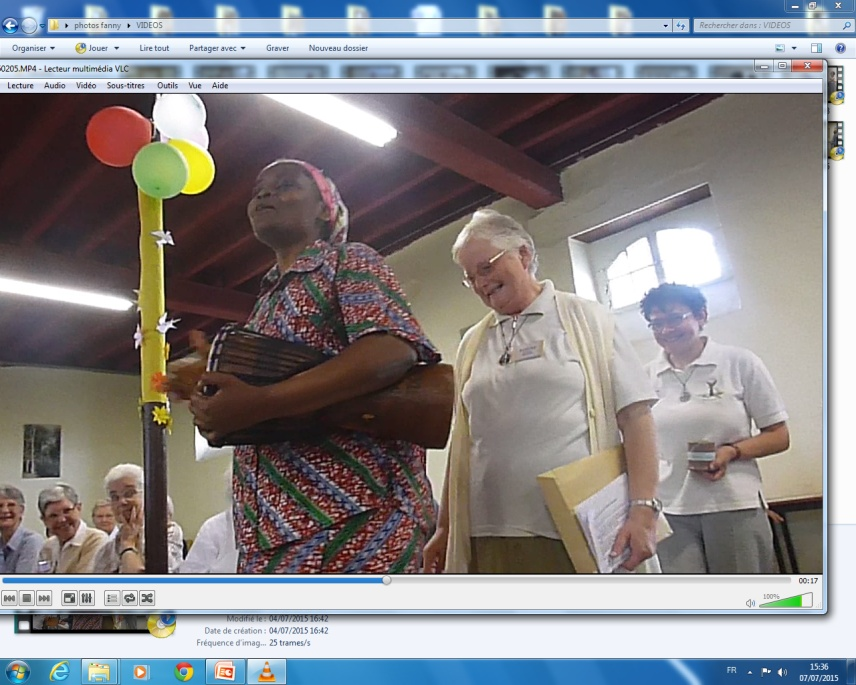 photos fanny ▸ VIDEOS
Rechercher dans : VIDEOS
Organiser Jouer Lire tout Partager avec Graver Nouveau dossier
60205.MP4 - Lecteur multimédia VLC
Lecture Audio Vidéo Sous-titres Outils Vue Aide
00:17
100%
Modifié le : 04/07/2015 16:42
Date de création : 04/07/2015 16:42
Fréquence d'imag... 25 trames/s
FR
15:36
07/07/2015